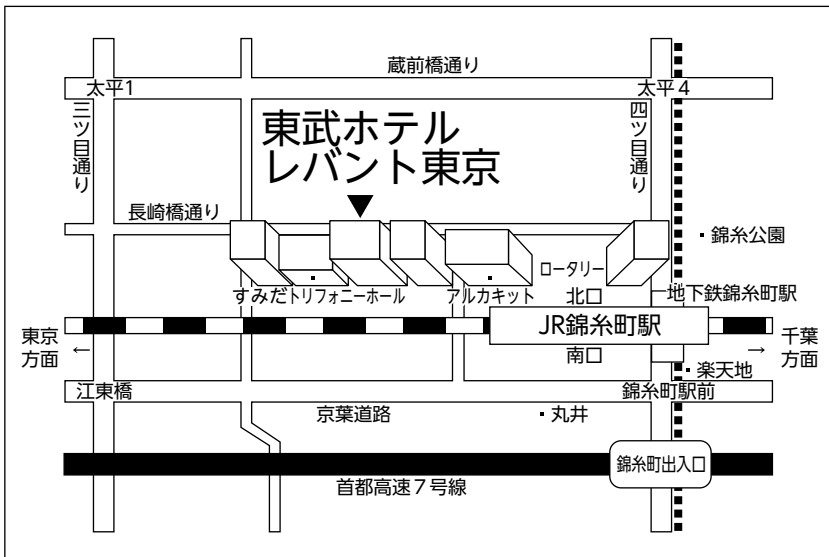 蔵前橋通り
太平1
太平4
三ツ目通り
四ツ目通り
東武ホテル
レバント東京
長崎橋通り
錦糸公園
ロータリー
すみだトリフォニーホール
アルカキット
北口
地下鉄錦糸町駅
JR錦糸町駅
東京
方面
←
千葉
方面
→
南口
楽天地
江東橋
錦糸町駅前
京葉道路
丸井
錦糸町出入口
首都高速7号線